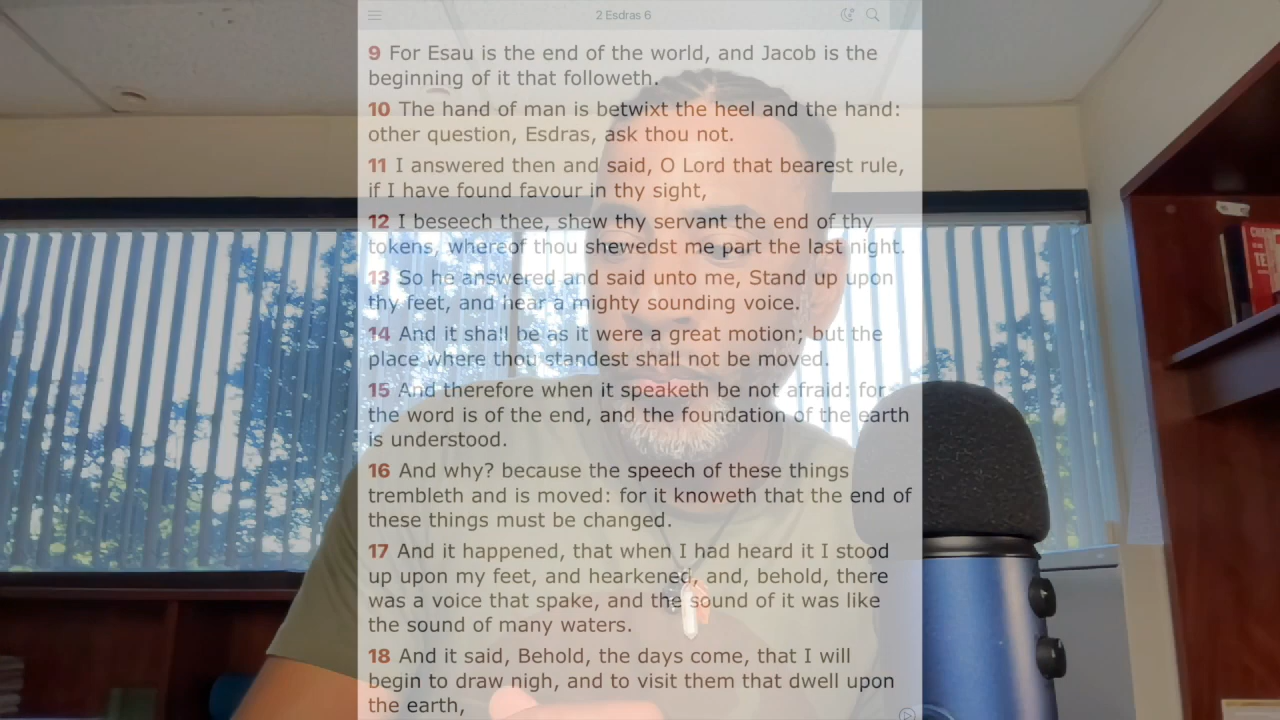 2 Esdras 6
9 For Esau is the end of the world, and Jacob is the
beginning of it that followeth.
10 The hand of man is betwixt the heel and the hand:
other question, Esdras, ask thou not.
11 I answered then and said, O Lord that bearest rule,
if I have found favour in thy sight,
12 I beseech thee, shew thy servant the end of thy
tokens, whereof thou shewedst me part the last night.
13 So he answered and said unto me, Stand up upon
thy feet, and hear a mighty sounding voice.
14 And it shall be as it were a great motion; but the
place where thou standest shall not be moved.
15 And therefore when it speaketh be not afraid: for
the word is of the end, and the foundation of the earth
is understood.
16 And why? because the speech of these things
trembleth and is moved: for it knoweth that the end of
these things must be changed.
17 And it happened, that when I had heard it I stood
up upon my feet, and hearkened, and, behold, there
was a voice that spake, and the sound of it was like
the sound of many waters.
18 And it said, Behold, the days come, that I will
begin to draw nigh, and to visit them that dwell upon
the earth,